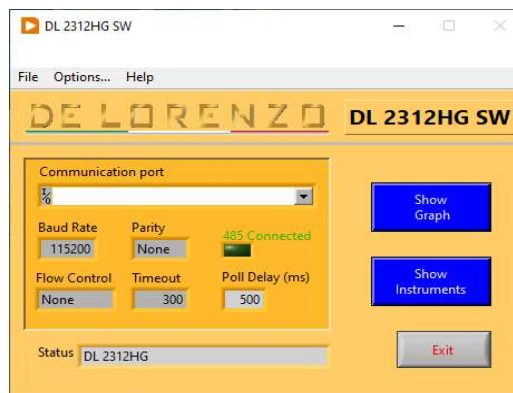 DL 2312HG SW
File Options... Help
DE LORENZO
DL 2312HG SW
Communication port
I/O
Baud Rate Parity
485 Connected
115200 None
Flow Control Timeout Poll Delay (ms)
None 300 500
Status DL 2312HG
Show
Graph
Show
Instruments
Exit